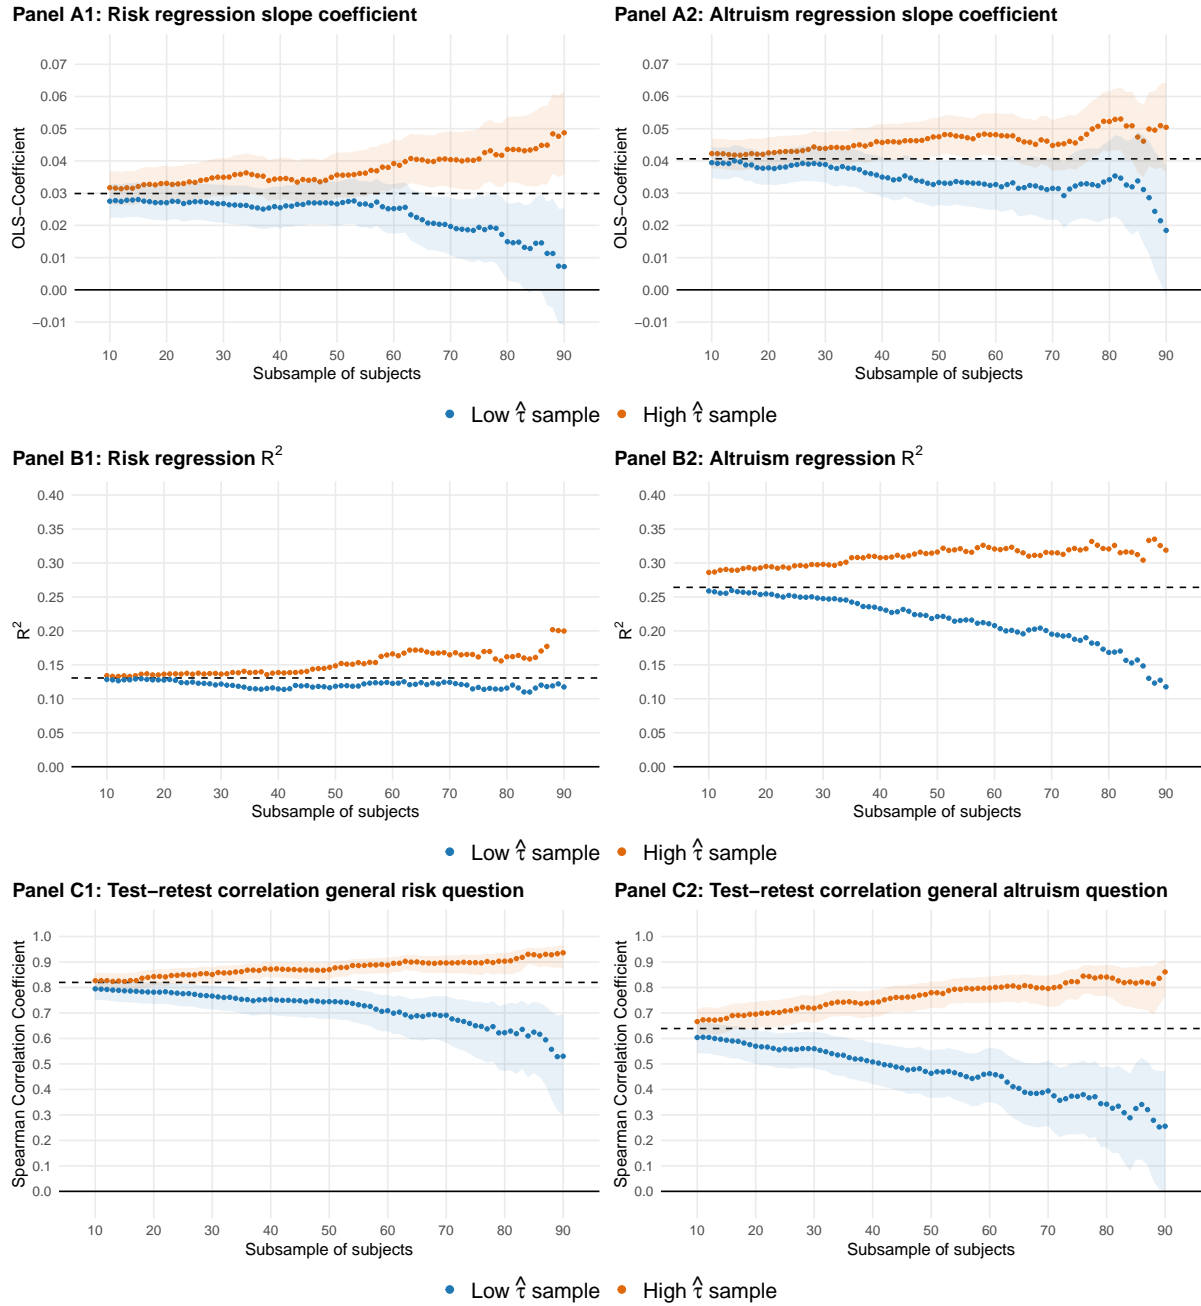 Panel A1: Risk regression slope coefficient
OLS−Coefficient
0.07
0.06
0.05
0.04
0.03
0.02
0.01
0.00
−0.01
10 20 30 40 50 60 70 80 90
Subsample of subjects
Panel A2: Altruism regression slope coefficient
OLS−Coefficient
0.07
0.06
0.05
0.04
0.03
0.02
0.01
0.00
−0.01
10 20 30 40 50 60 70 80 90
Subsample of subjects
Low τ̂ sample High τ̂ sample
Panel B1: Risk regression R²
R²
0.40
0.35
0.30
0.25
0.20
0.15
0.10
0.05
0.00
10 20 30 40 50 60 70 80 90
Subsample of subjects
Panel B2: Altruism regression R²
R²
0.40
0.35
0.30
0.25
0.20
0.15
0.10
0.05
0.00
10 20 30 40 50 60 70 80 90
Subsample of subjects
Low τ̂ sample High τ̂ sample
Panel C1: Test−retest correlation general risk question
Spearman Correlation Coefficient
1.0
0.9
0.8
0.7
0.6
0.5
0.4
0.3
0.2
0.1
0.0
10 20 30 40 50 60 70 80 90
Subsample of subjects
Panel C2: Test−retest correlation general altruism question
Spearman Correlation Coefficient
1.0
0.9
0.8
0.7
0.6
0.5
0.4
0.3
0.2
0.1
0.0
10 20 30 40 50 60 70 80 90
Subsample of subjects
Low τ̂ sample High τ̂ sample